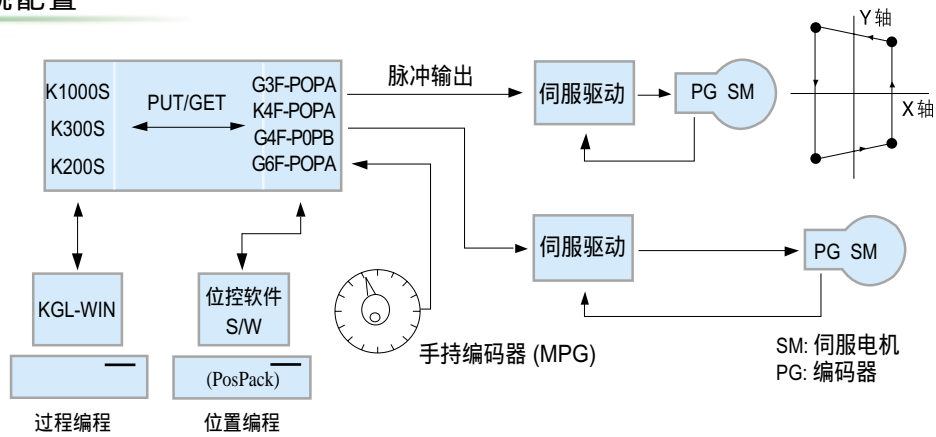 配置
K1000S
K300S
K200S
PUT/GET
G3F-POPA
K4F-POPA
G4F-P0PB
G6F-POPA
脉冲输出
伺服驱动
PG SM
Y 轴
X 轴
伺服驱动
PG SM
KGL-WIN
位控软件
S/W
(PosPack)
手持编码器 (MPG)
SM: 伺服电机
PG: 编码器
过程编程
位置编程